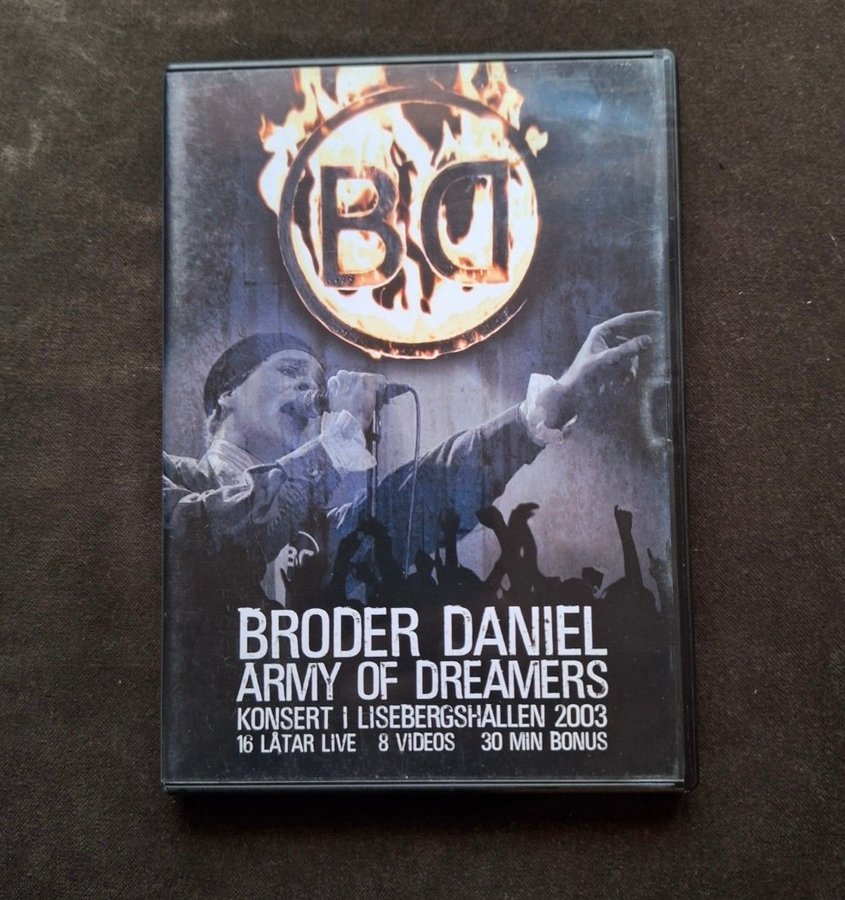 BD
BRODER DANIEL
ARMY OF DREAMERS
KONSERT I LISEBERGSHALLEN 2003
16 LÅTAR LIVE 8 VIDEOS 30 MIN BONUS